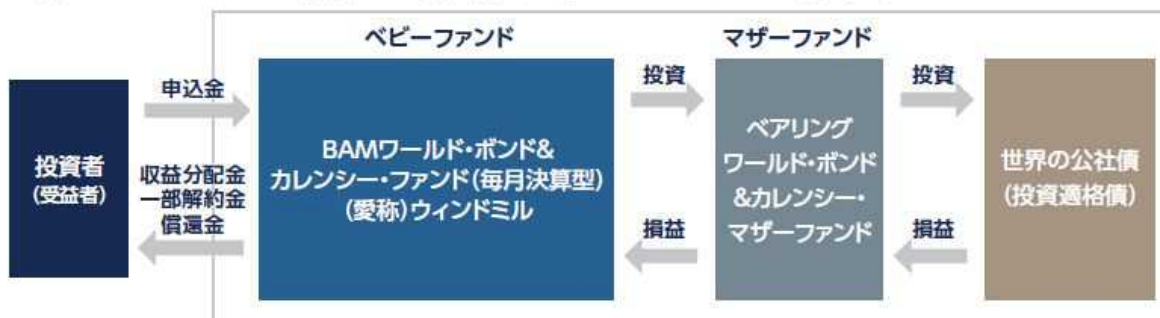 ベビーファンド
マザーファンド
申込金
投資
投資
投資者
(受益者)
収益分配金
一部解約金
償還金
BAMワールド・ボンド&
カレンシー・ファンド(毎月決算型)
(愛称)ウィンドミル
ベアリング
ワールド・ボンド
&カレンシー・
マザーファンド
世界の公社債
(投資適格債)
損益
損益